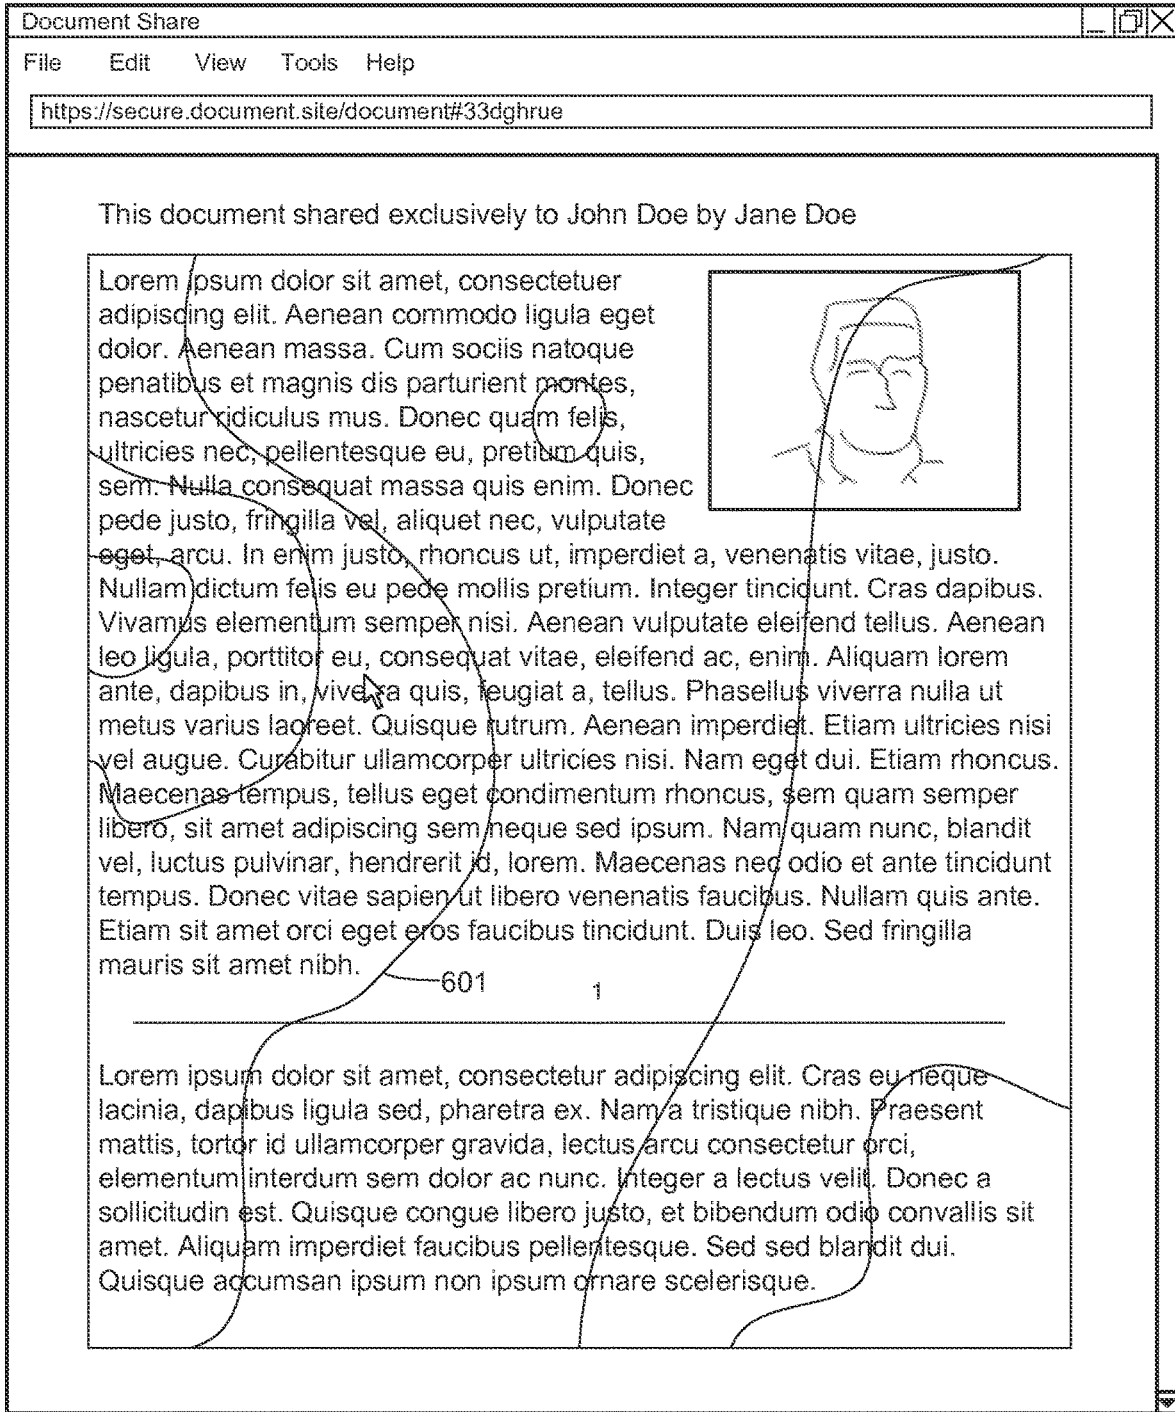 Document Share
File Edit View Tools Help
https://secure.document.site/document#33dghrue
This document shared exclusively to John Doe by Jane Doe
Lorem ipsum dolor sit amet, consectetuer
adipiscing elit. Aenean commodo ligula eget
dolor. Aenean massa. Cum sociis natoque
penatibus et magnis dis parturient montes,
nascetur ridiculus mus. Donec quam felis,
ultricies nec, pellentesque eu, pretium quis,
sem. Nulla consequat massa quis enim. Donec
pede justo, fringilla vel, aliquet nec, vulputate
eget, arcu. In enim justo, rhoncus ut, imperdiet a, venenatis vitae, justo.
Nullam dictum felis eu pede mollis pretium. Integer tincidunt. Cras dapibus.
Vivamus elementum semper nisi. Aenean vulputate eleifend tellus. Aenean
leo ligula, porttitor eu, consequat vitae, eleifend ac, enim. Aliquam lorem
ante, dapibus in, viverra quis, feugiat a, tellus. Phasellus viverra nulla ut
metus varius laoreet. Quisque rutrum. Aenean imperdiet. Etiam ultricies nisi
vel augue. Curabitur ullamcorper ultricies nisi. Nam eget dui. Etiam rhoncus.
Maecenas tempus, tellus eget condimentum rhoncus, sem quam semper
libero, sit amet adipiscing sem neque sed ipsum. Nam quam nunc, blandit
vel, luctus pulvinar, hendrerit id, lorem. Maecenas nec odio et ante tincidunt
tempus. Donec vitae sapien ut libero venenatis faucibus. Nullam quis ante.
Etiam sit amet orci eget eros faucibus tincidunt. Duis leo. Sed fringilla
mauris sit amet nibh.
601
1
Lorem ipsum dolor sit amet, consectetur adipiscing elit. Cras eu neque
lacinia, dapibus ligula sed, pharetra ex. Nam a tristique nibh. Praesent
mattis, tortor id ullamcorper gravida, lectus arcu consectetur orci,
elementum interdum sem dolor ac nunc. Integer a lectus velit. Donec a
sollicitudin est. Quisque congue libero justo, et bibendum odio convallis sit
amet. Aliquam imperdiet faucibus pellentesque. Sed sed blandit dui.
Quisque accumsan ipsum non ipsum ornare scelerisque.